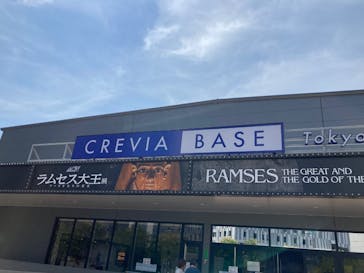 CREVIA BASE Tokyo
ラムセス大王展
RAMSES THE GREAT AND
THE GOLD OF THE